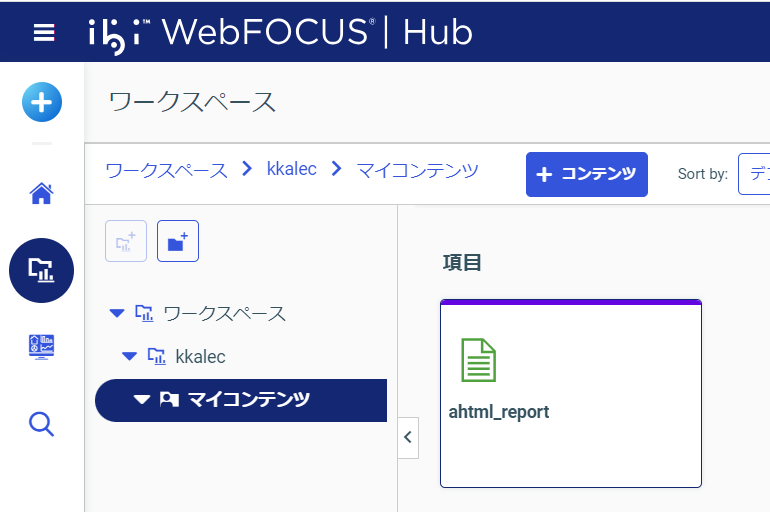 ibi™ WebFOCUS® | Hub
ワークスペース
ワークスペース > kkalec > マイコンテンツ
+ コンテンツ
Sort by:
デフ
ワークスペース
kkalec
マイコンテンツ
項目
ahtml_report